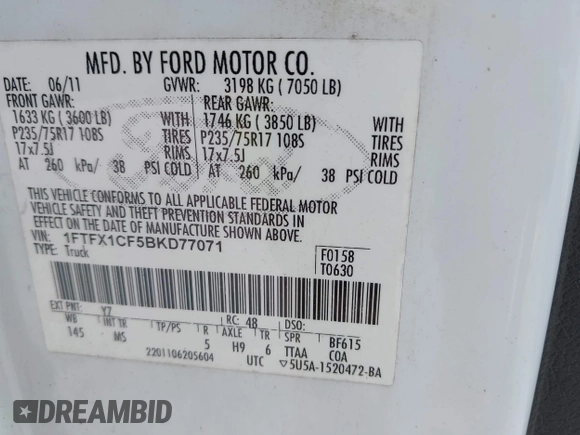 MFD. BY FORD MOTOR CO.
DATE: 06/11 GVWR: 3198 KG ( 7050 LB)
FRONT GAWR: REAR GAWR:
1633 KG ( 3600 LB) WITH 1746 KG ( 3850 LB) WITH
P235/75R17 108S TIRES P235/75R17 108S TIRES
17x7.5J RIMS 17x7.5J RIMS
AT 260 kPa/ 38 PSI COLD AT 260 kPa/ 38 PSI COLD
THIS VEHICLE CONFORMS TO ALL APPLICABLE FEDERAL MOTOR
VEHICLE SAFETY AND THEFT PREVENTION STANDARDS IN
EFFECT ON THE DATE OF MANUFACTURE SHOWN ABOVE.
VIN: 1FTFX1CF5BKD77071 F0158
TYPE: Truck T0630
EXT PNT: YZ RC: 48 DSO:
WB INT TR TP/PS R AXLE TR SPR BF615
145 MS 5 H9 6 TTAA COA
2201106205604 UTC ▽5U5A-1520472-BA
DREAMBID